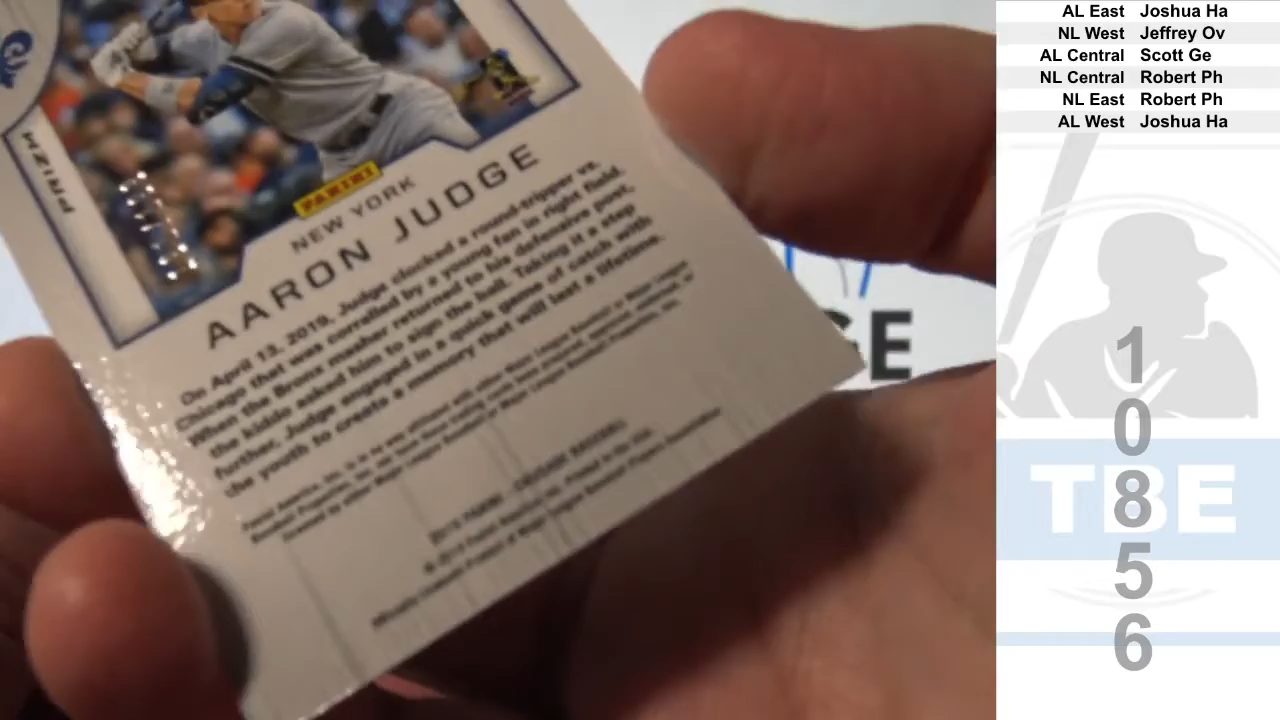 PRIZM
PANINI
NEW YORK
AARON JUDGE
On April 13, 2019, Judge clocked a round-tripper vs.
Chicago that was corralled by a young fan in right field.
When the Bronx masher returned to his defensive post,
the kiddo asked him to sign the ball. Taking it a step
further, Judge engaged in a quick game of catch with
the youth to create a memory that will last a lifetime.
GE
AL East Joshua Ha
NL West Jeffrey Ov
AL Central Scott Ge
NL Central Robert Ph
NL East Robert Ph
AL West Joshua Ha
TBE
1
0
8
5
6